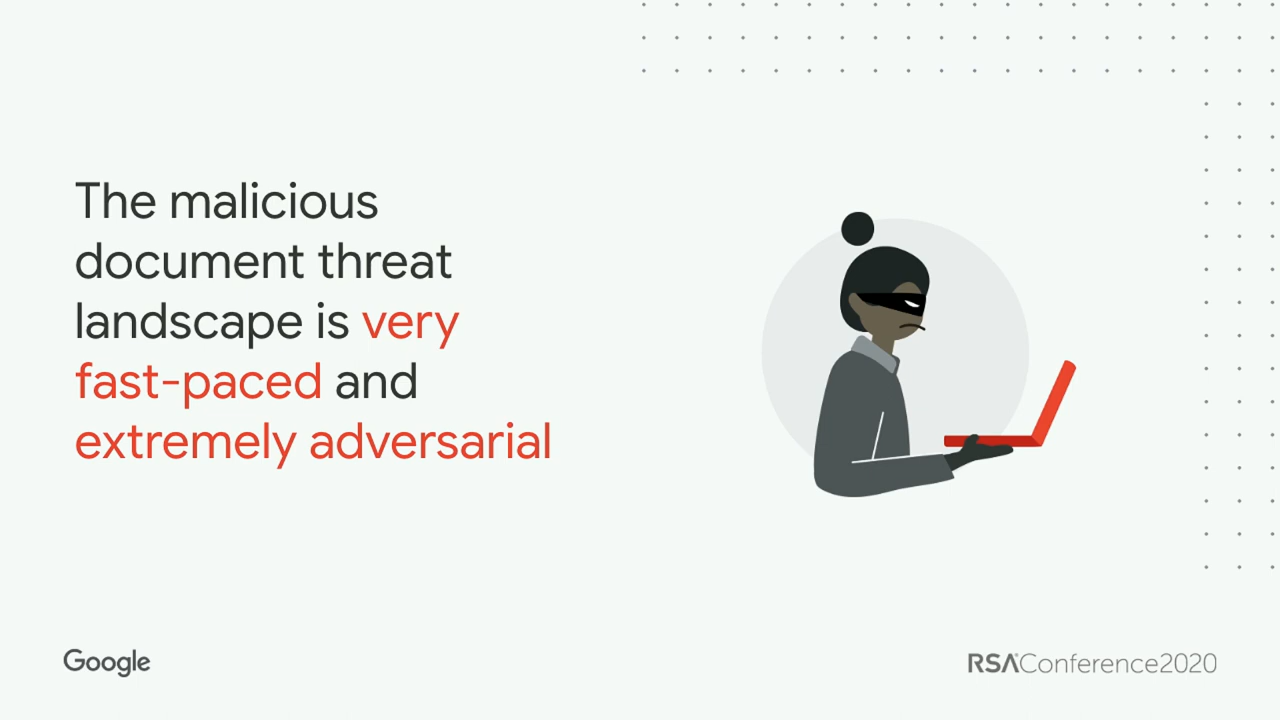 The malicious
document threat
landscape is very
fast-paced and
extremely adversarial
Google
RSAConference2020